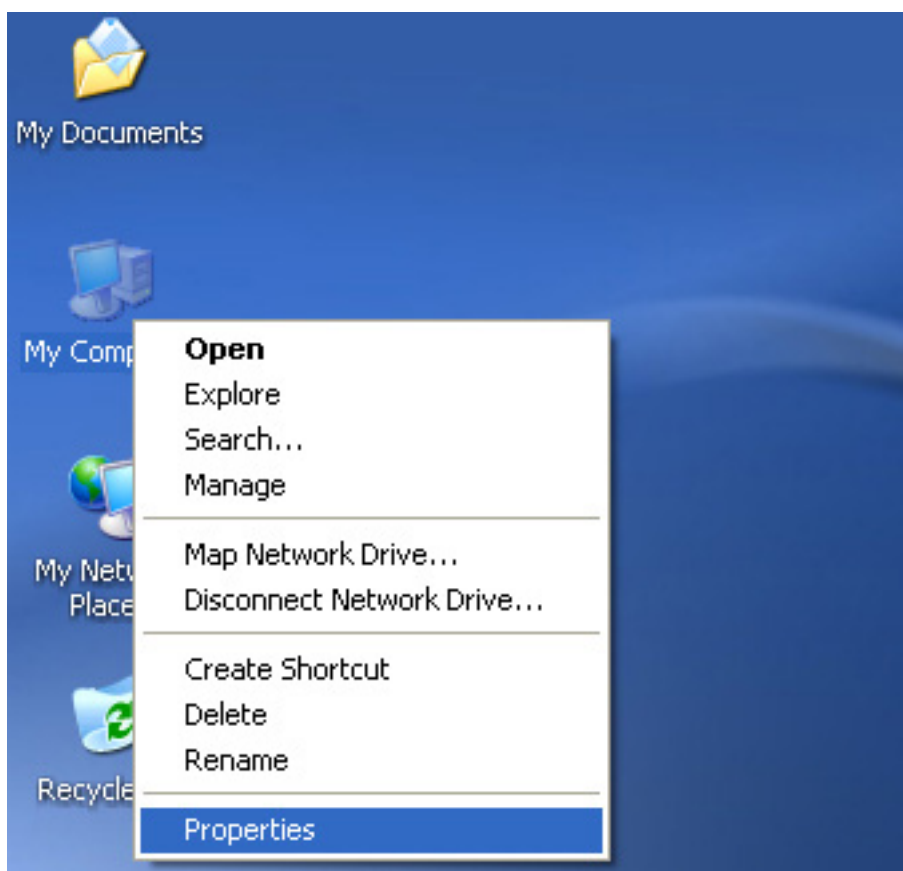 My Documents
My Comp
Open
Explore
Search...
Manage
My Netw
Place
Map Network Drive...
Disconnect Network Drive...
Create Shortcut
Delete
Rename
Recycle
Properties